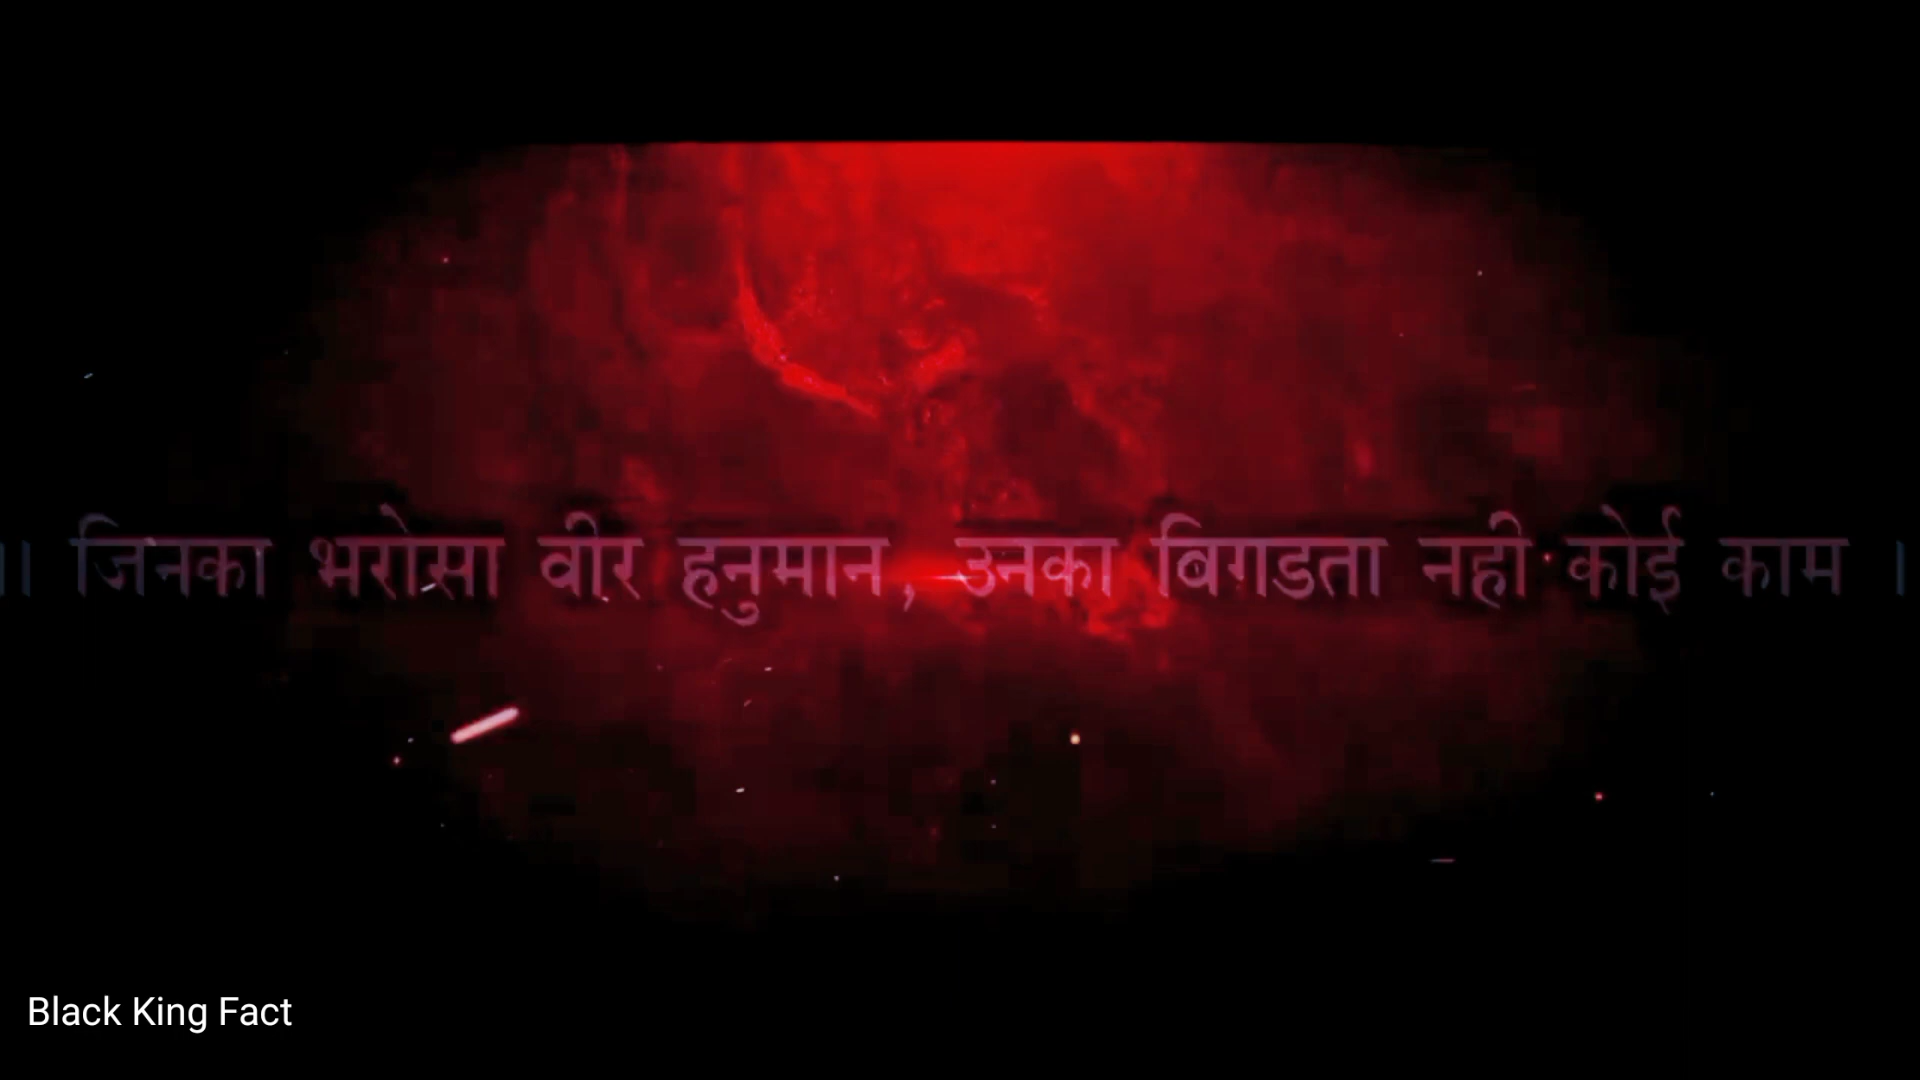 ।। जिनका भरोसा वीर हनुमान, उनका बिगडता नही कोई काम ।
Black King Fact